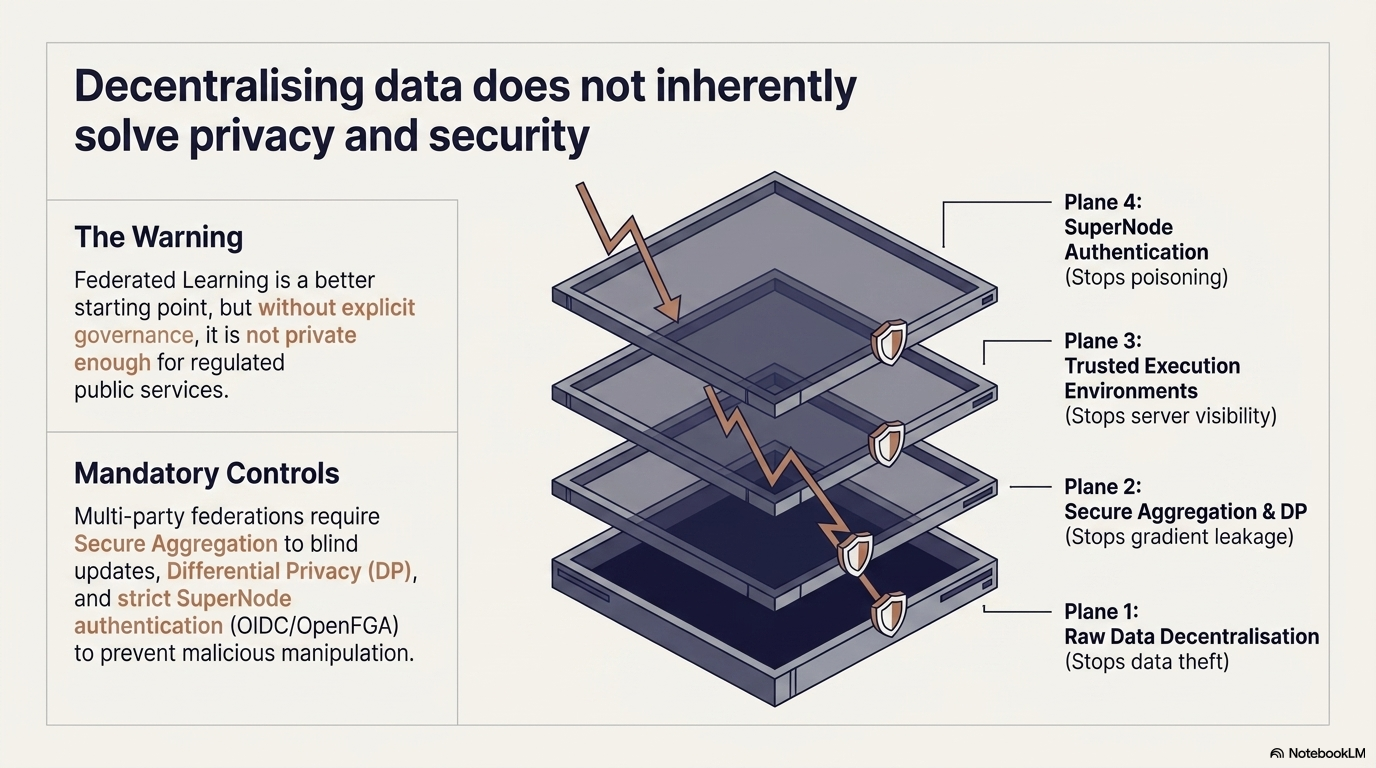 Decentralising data does not inherently
solve privacy and security
The Warning
Federated Learning is a better
starting point, but without explicit
governance, it is not private
enough for regulated
public services.
Mandatory Controls
Multi-party federations require
Secure Aggregation to blind
updates, Differential Privacy (DP),
and strict SuperNode
authentication (OIDC/OpenFGA)
to prevent malicious manipulation.
Plane 4:
SuperNode
Authentication
(Stops poisoning)
Plane 3:
Trusted Execution
Environments
(Stops server visibility)
Plane 2:
Secure Aggregation & DP
(Stops gradient leakage)
Plane 1:
Raw Data Decentralisation
(Stops data theft)
NotebookLM